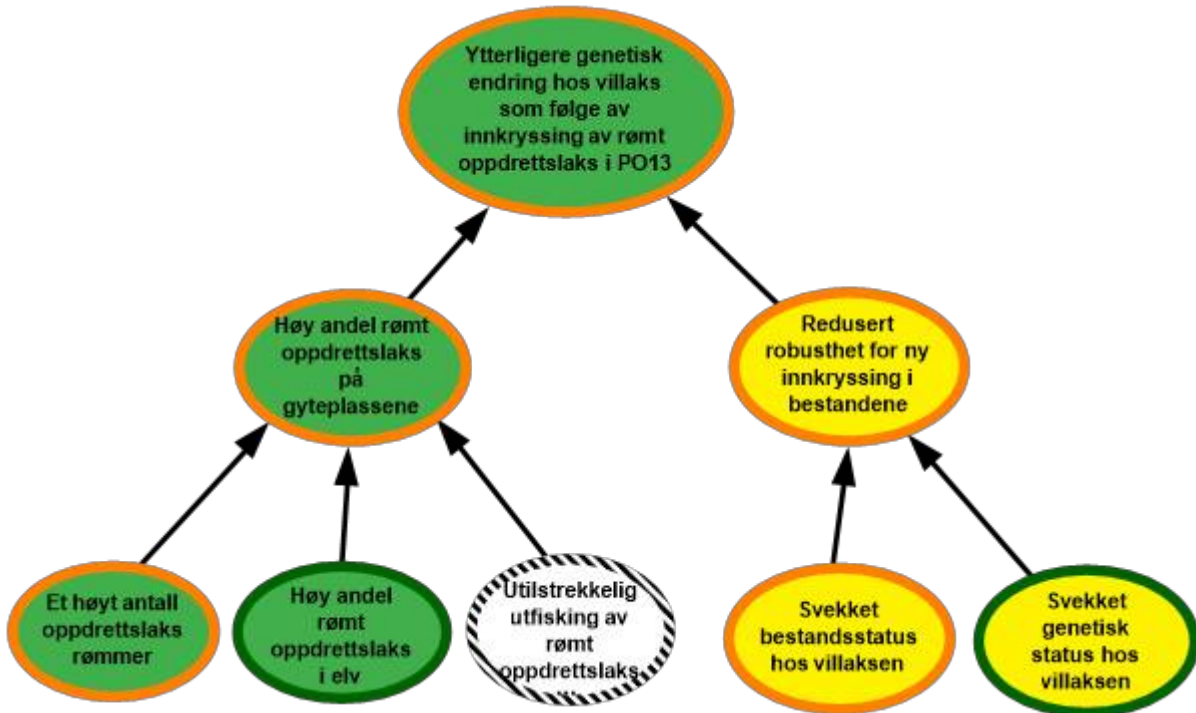 Ytterligere genetisk
endring hos villaks
som følge av
innkryssing av rømt
oppdrettslaks i PO13
Høy andel rømt
oppdrettslaks
på
gyteplassene
Redusert
robusthet for ny
innkryssing i
bestandene
Et høyt antall
oppdrettslaks
rømmer
Høy andel
rømt
oppdrettslaks
i elv
Utilstrekkelig
utfisking av
rømt
oppdrettslaks
...
Svekket
bestandsstatus
hos villaksen
Svekket
genetisk
status hos
villaksen